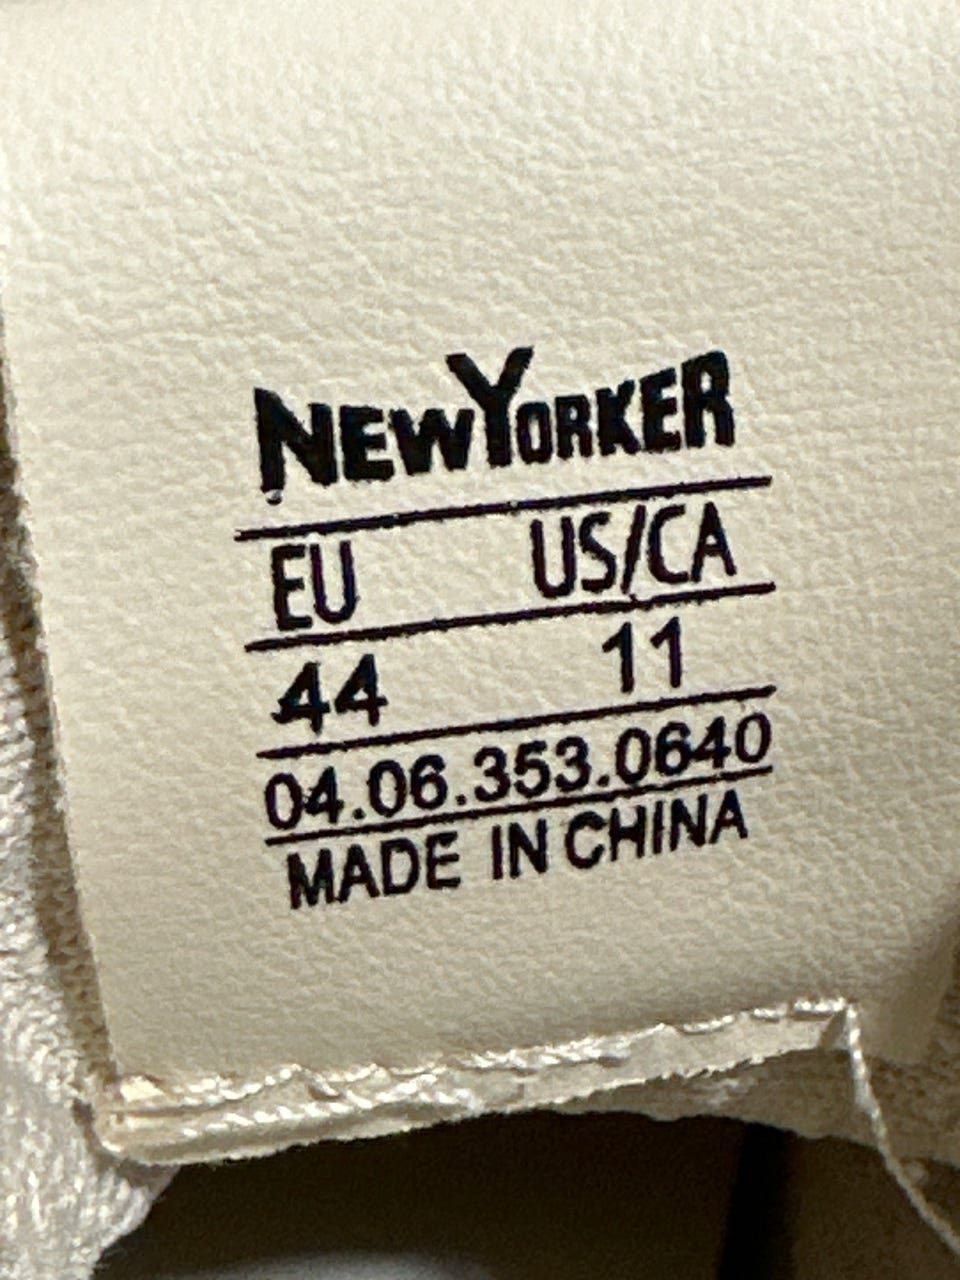 NEWYORKER
EU US/CA
44 11
04.06.353.0640
MADE IN CHINA